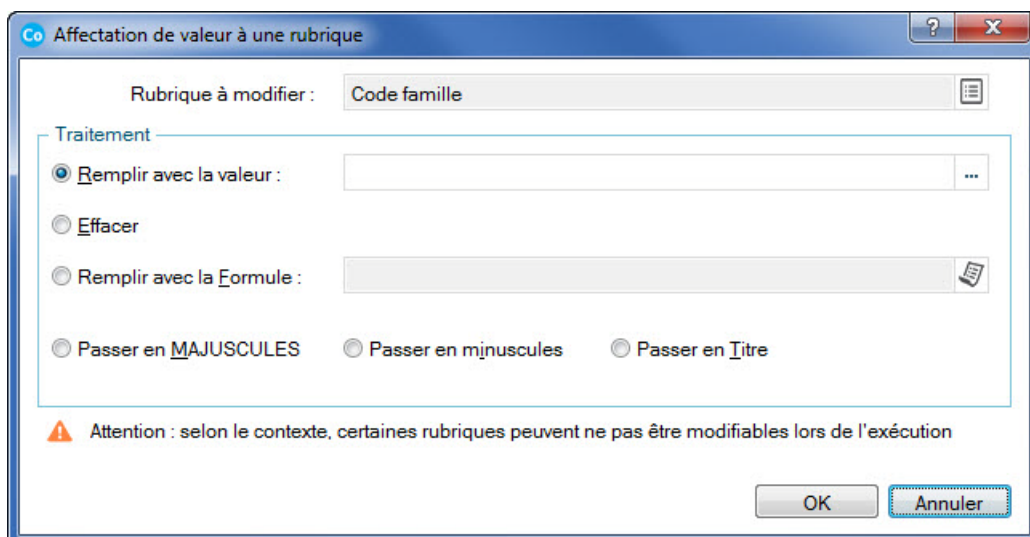 Co Affectation de valeur à une rubrique ?
Rubrique à modifier : Code famille
Traitement
Remplir avec la valeur : ...
Effacer
Remplir avec la Formule :
Passer en MAJUSCULES Passer en minuscules Passer en Titre
Attention : selon le contexte, certaines rubriques peuvent ne pas être modifiables lors de l'exécution
OK Annuler